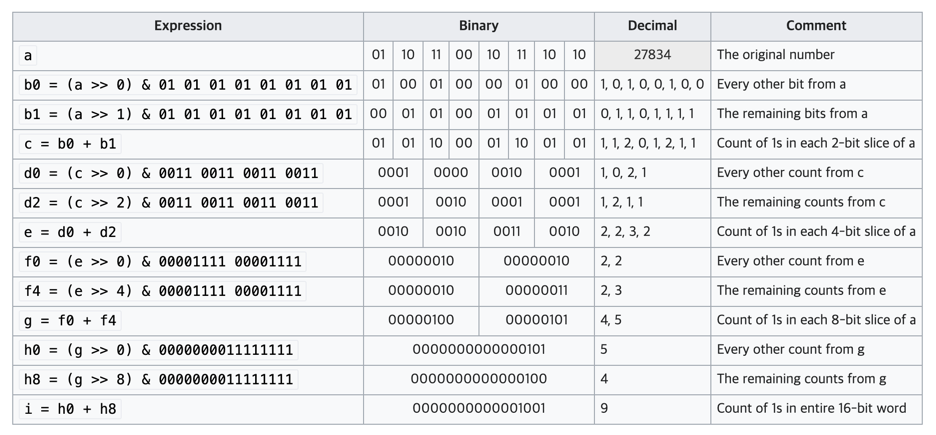 Expression Binary Decimal Comment
a 01 10 11 00 10 11 10 10 27834 The original number
b0 = (a >> 0) & 01 01 01 01 01 01 01 01 01 00 01 00 00 01 00 00 1, 0, 1, 0, 0, 1, 0, 0 Every other bit from a
b1 = (a >> 1) & 01 01 01 01 01 01 01 01 00 01 01 00 01 01 01 01 0, 1, 1, 0, 1, 1, 1, 1 The remaining bits from a
c = b0 + b1 01 01 10 00 01 10 01 01 1, 1, 2, 0, 1, 2, 1, 1 Count of 1s in each 2-bit slice of a
d0 = (c >> 0) & 0011 0011 0011 0011 0001 0000 0010 0001 1, 0, 2, 1 Every other count from c
d2 = (c >> 2) & 0011 0011 0011 0011 0001 0010 0001 0001 1, 2, 1, 1 The remaining counts from c
e = d0 + d2 0010 0010 0011 0010 2, 2, 3, 2 Count of 1s in each 4-bit slice of a
f0 = (e >> 0) & 00001111 00001111 00000010 00000010 2, 2 Every other count from e
f4 = (e >> 4) & 00001111 00001111 00000010 00000011 2, 3 The remaining counts from e
g = f0 + f4 00000100 00000101 4, 5 Count of 1s in each 8-bit slice of a
h0 = (g >> 0) & 0000000011111111 0000000000000101 5 Every other count from g
h8 = (g >> 8) & 0000000011111111 0000000000000100 4 The remaining counts from g
i = h0 + h8 0000000000001001 9 Count of 1s in entire 16-bit word